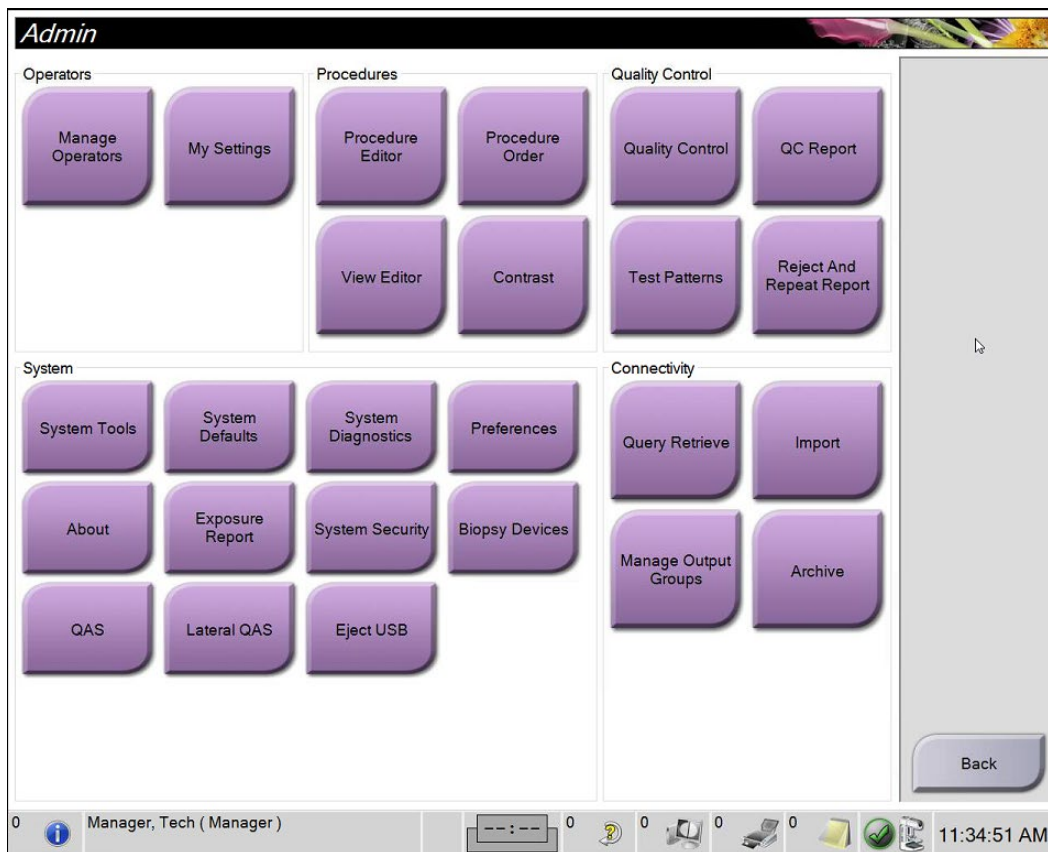 Admin
Operators
Manage
Operators
My Settings
Procedures
Procedure
Editor
Procedure
Order
View Editor
Contrast
Quality Control
Quality Control
QC Report
Test Patterns
Reject And
Repeat Report
System
System Tools
System
Defaults
System
Diagnostics
Preferences
About
Exposure
Report
System Security
Biopsy Devices
QAS
Lateral QAS
Eject USB
Connectivity
Query Retrieve
Import
Manage Output
Groups
Archive
Back
0
Manager, Tech ( Manager )
--:--
0
0
0
0
11:34:51 AM